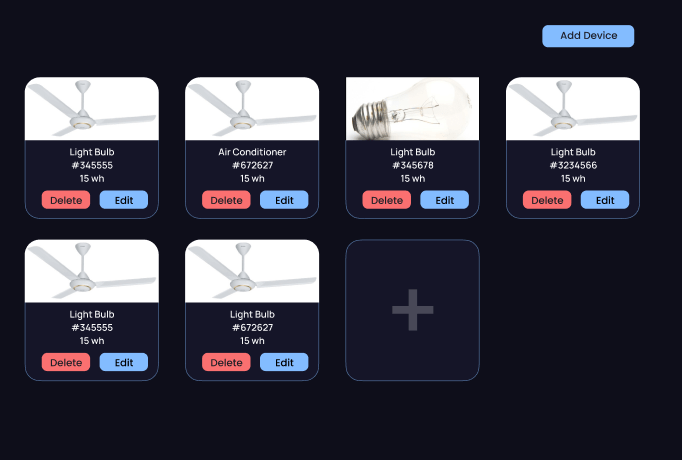 Add Device
Light Bulb
#345555
15 wh
Delete Edit
Air Conditioner
#672627
15 wh
Delete Edit
Light Bulb
#345678
15 wh
Delete Edit
Light Bulb
#3234566
15 wh
Delete Edit
Light Bulb
#345555
15 wh
Delete Edit
Light Bulb
#672627
15 wh
Delete Edit